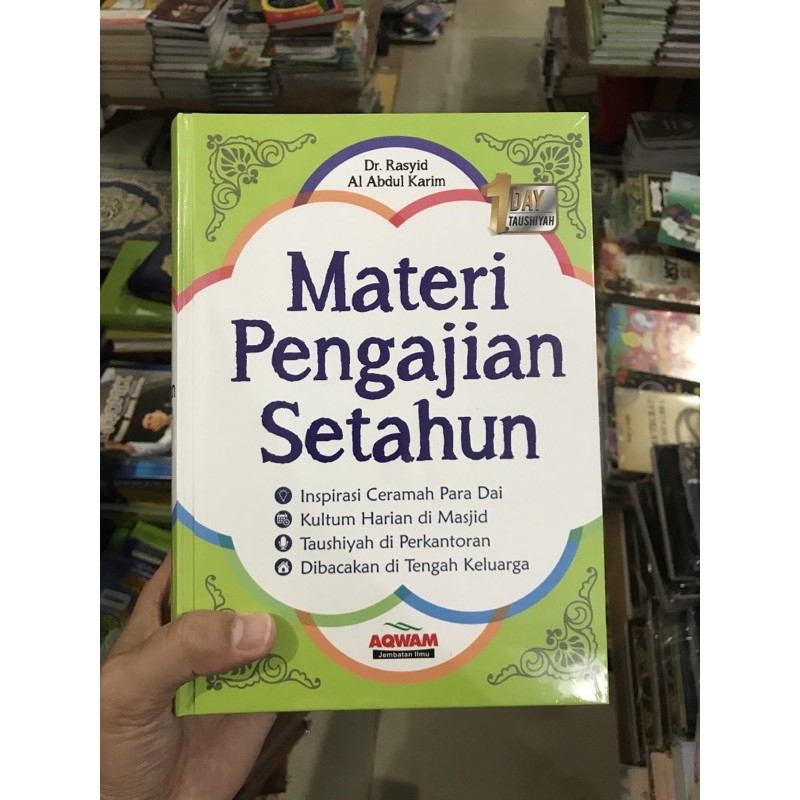 Dr. Rasyid
Al Abdul Karim
1 DAY
TAUSHIYAH
Materi
Pengajian
Setahun
Inspirasi Ceramah Para Dai
Kultum Harian di Masjid
Taushiyah di Perkantoran
Dibacakan di Tengah Keluarga
AQWAM
Jembatan Ilmu